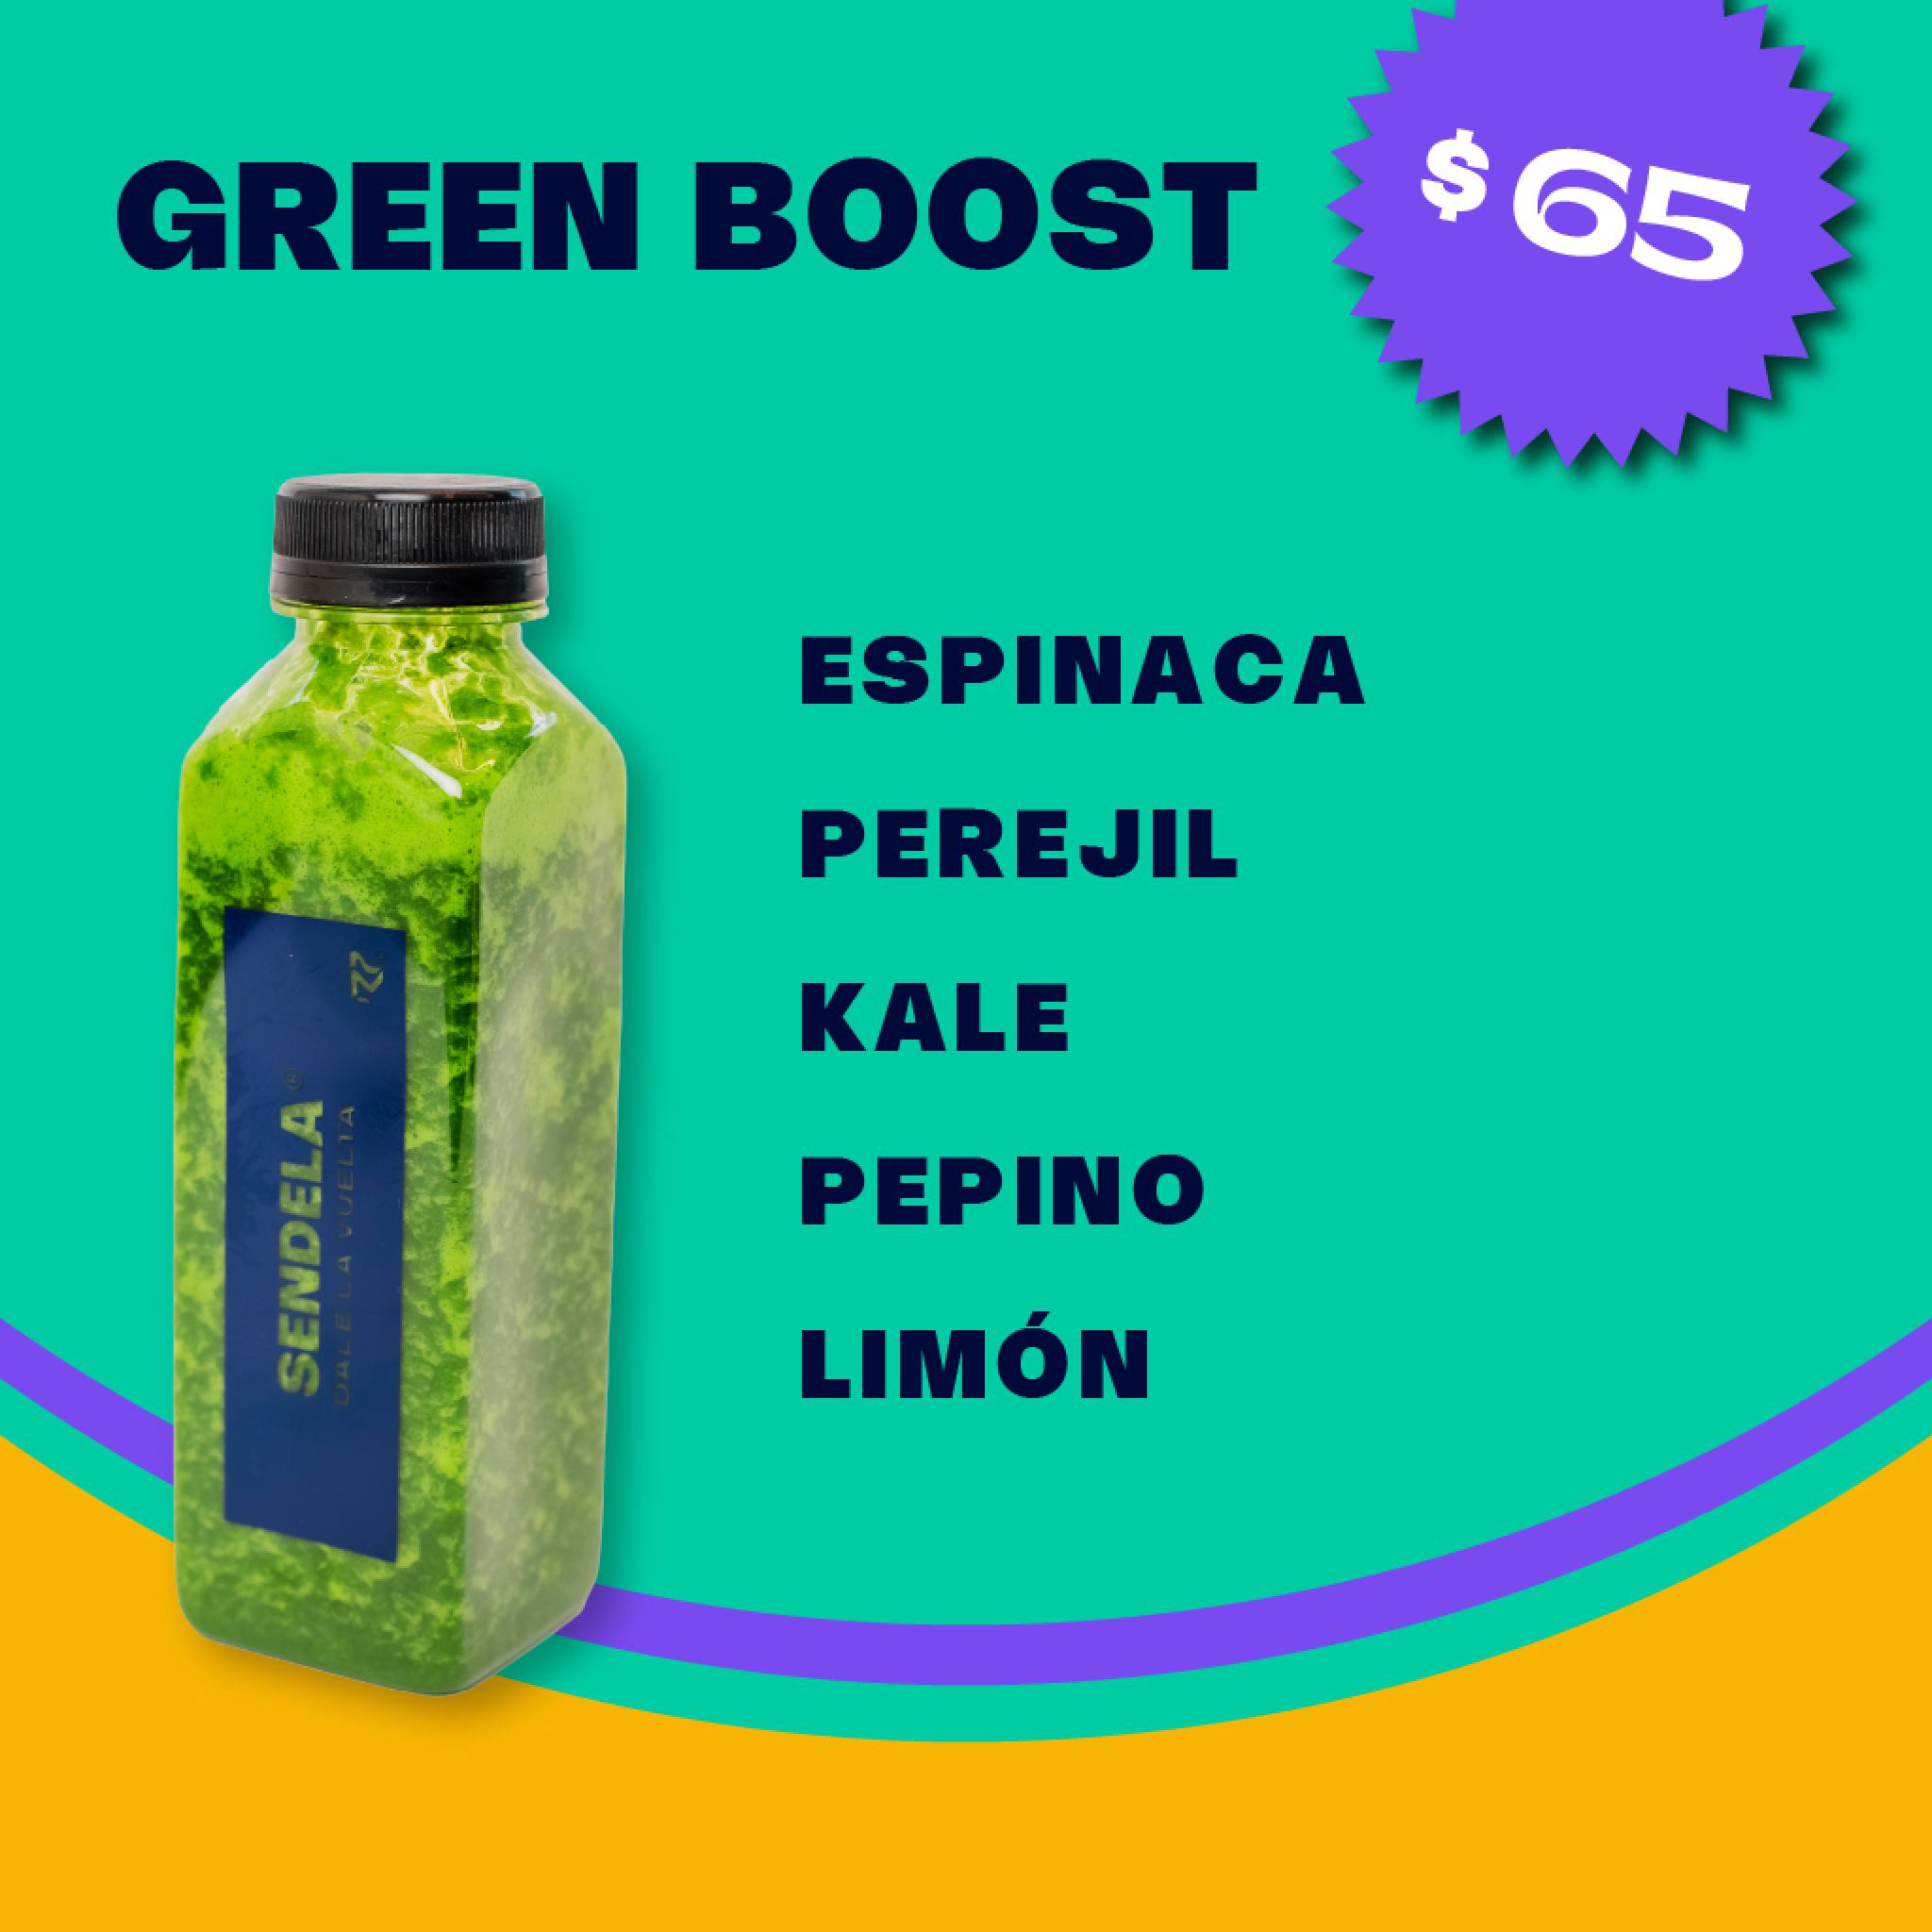 GREEN BOOST
$65
ESPINACA
PEREJIL
KALE
PEPINO
LIMÓN
SENDELA®
DALE LA VUELTA